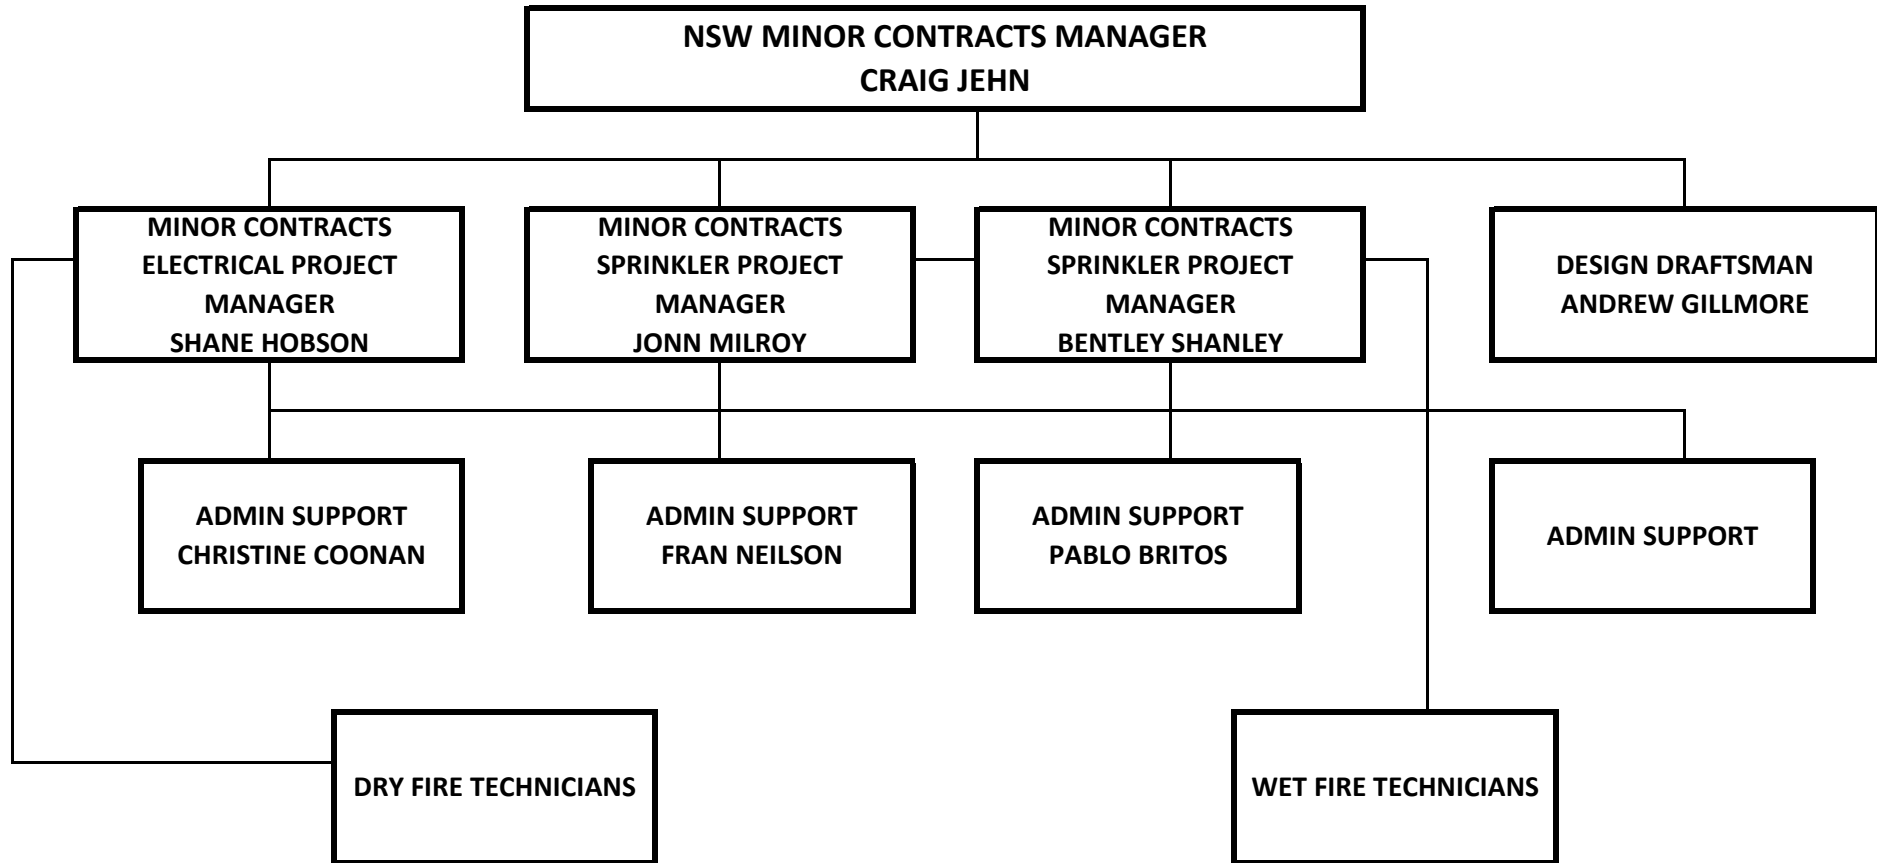 NSW MINOR CONTRACTS MANAGER
CRAIG JEHN
MINOR CONTRACTS
ELECTRICAL PROJECT
MANAGER
SHANE HOBSON
MINOR CONTRACTS
SPRINKLER PROJECT
MANAGER
JONN MILROY
MINOR CONTRACTS
SPRINKLER PROJECT
MANAGER
BENTLEY SHANLEY
DESIGN DRAFTSMAN
ANDREW GILLMORE
ADMIN SUPPORT
CHRISTINE COONAN
ADMIN SUPPORT
FRAN NEILSON
ADMIN SUPPORT
PABLO BRITOS
ADMIN SUPPORT
DRY FIRE TECHNICIANS
WET FIRE TECHNICIANS